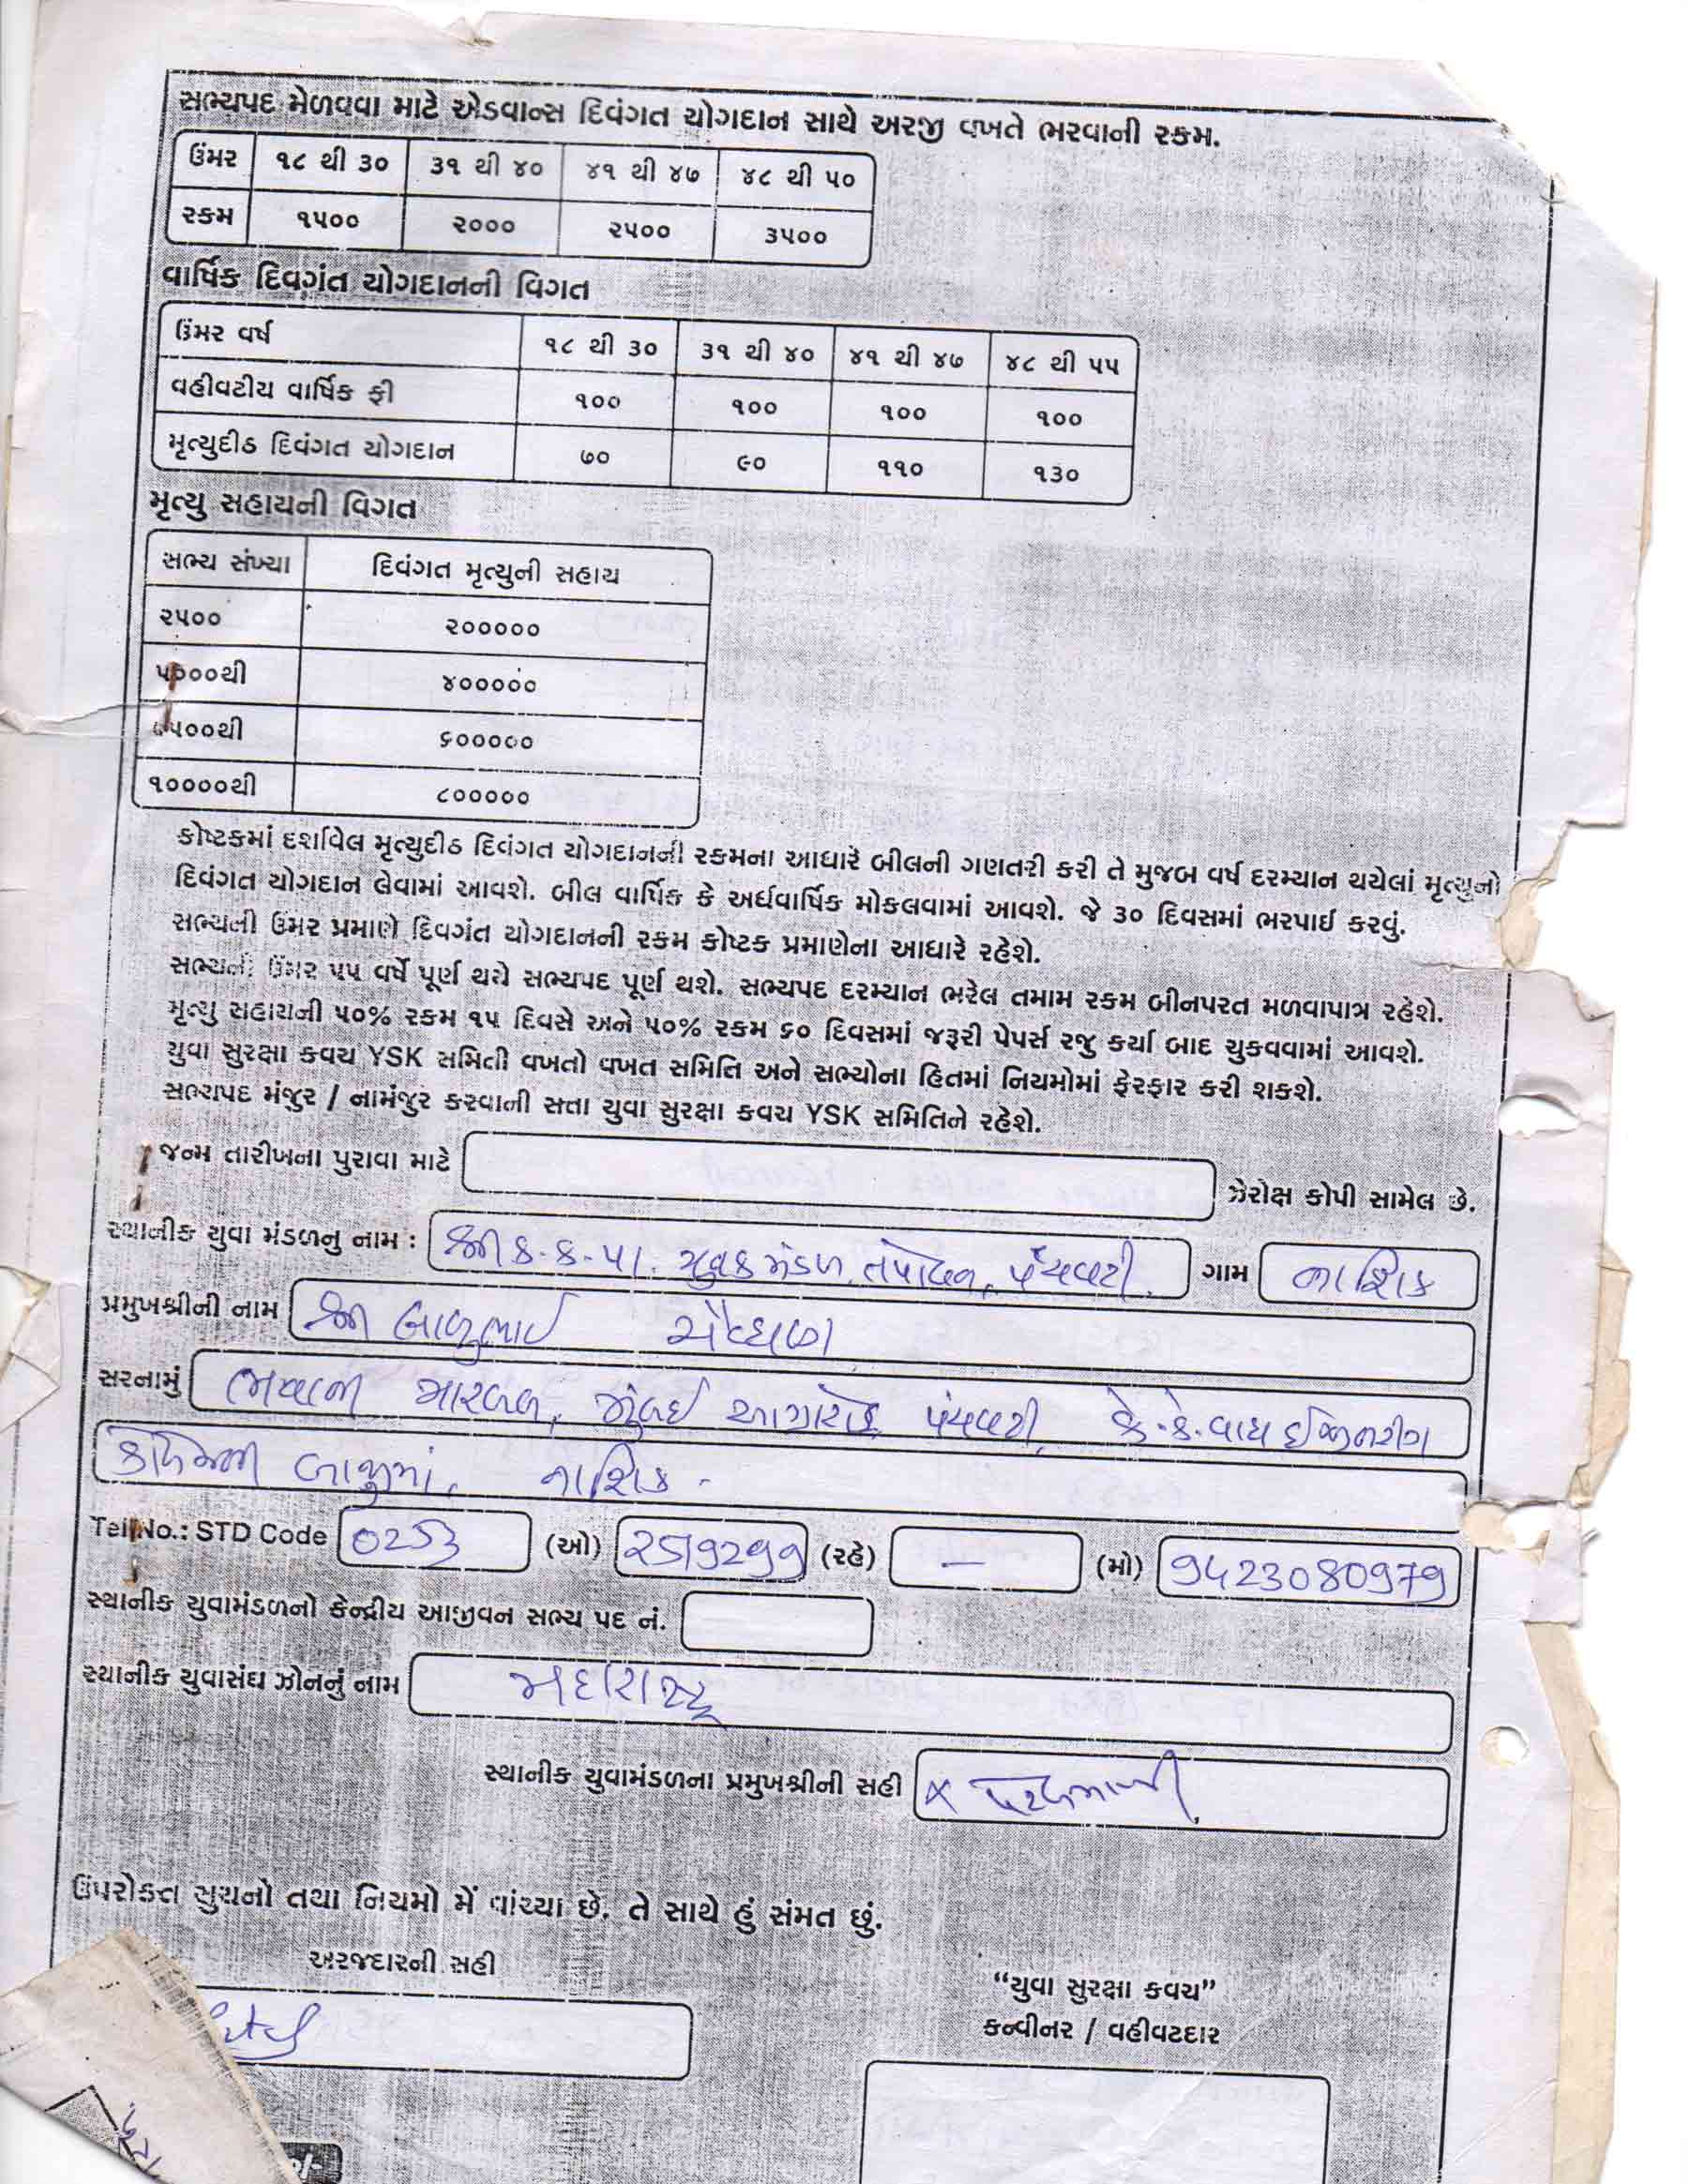 સભ્યપદ મેળવવા માટે એડવાન્સ દિવંગત યોગદાન સાથે અરજી વખતે ભરવાની રકમ.
ઉંમર ૧૮ થી ૩૦ ૩૧ થી ૪૦ ૪૧ થી ૪૭ ૪૮ થી ૫૦
રકમ ૧૫૦૦ ૨૦૦૦ ૨૫૦૦ ૩૫૦૦
વાર્ષિક દિવગંત યોગદાનની વિગત
ઉંમર વર્ષ ૧૮ થી ૩૦ ૩૧ થી ૪૦ ૪૧ થી ૪૭ ૪૮ થી ૫૫
વહીવટીય વાર્ષિક ફી ૧૦૦ ૧૦૦ ૧૦૦ ૧૦૦
મૃત્યુદીઠ દિવંગત યોગદાન ૭૦ ૯૦ ૧૧૦ ૧૩૦
મૃત્યુ સહાયની વિગત
સભ્ય સંખ્યા દિવંગત મૃત્યુની સહાય
૨૫૦૦ ૨૦૦૦૦૦
૫૦૦૦થી ૪૦૦૦૦૦
૭૫૦૦થી ૬૦૦૦૦૦
૧૦૦૦૦થી ૮૦૦૦૦૦
કોષ્ટકમાં દર્શાવેલ મૃત્યુદીઠ દિવંગત યોગદાનની રકમના આધારે બીલની ગણતરી કરી તે મુજબ વર્ષ દરમ્યાન થયેલાં મૃત્યુનો
દિવંગત યોગદાન લેવામાં આવશે. બીલ વાર્ષિક કે અર્ધવાર્ષિક મોકલવામાં આવશે. જે ૩૦ દિવસમાં ભરપાઈ કરવું.
સભ્યની ઉંમર પ્રમાણે દિવગંત યોગદાનની રકમ કોષ્ટક પ્રમાણેના આધારે રહેશે.
સભ્યની ઉંમર ૫૫ વર્ષે પૂર્ણ થયે સભ્યપદ પૂર્ણ થશે. સભ્યપદ દરમ્યાન ભરેલ તમામ રકમ બીનપરત મળવાપાત્ર રહેશે.
મૃત્યુ સહાયની ૫૦% રકમ ૧૫ દિવસે અને ૫૦% રકમ ૬૦ દિવસમાં જરૂરી પેપર્સ રજુ કર્યા બાદ ચુકવવામાં આવશે.
યુવા સુરક્ષા કવચ YSK સમિતી વખતો વખત સમિતિ અને સભ્યોના હિતમાં નિયમોમાં ફેરફાર કરી શકશે.
સભ્યપદ મંજુર / નામંજુર કરવાની સત્તા યુવા સુરક્ષા કવચ YSK સમિતિને રહેશે.
જન્મ તારીખના પુરાવા માટે ઝેરોક્ષ કોપી સામેલ છે.
સ્થાનીક યુવા મંડળનુ નામ : શ્રી ક.ક.પા. યુવક મંડળ, તપોવન, પંચવટી. ગામ નાશિક
પ્રમુખશ્રીની નામ શ્રી બાબુભાઈ
સરનામું ભવાની મારબલ, મુંબઈ આગ્રારોડ, પંચવટી, કે.કે.વાઘ ઈજીનરીગ
બાજુમાં, નાશિક.
Tel No.: STD Code 0253 (ઓ) 2519299 (રહે) — (મો) 9423080979
સ્થાનીક યુવામંડળનો કેન્દ્રીય આજીવન સભ્ય પદ નં.
સ્થાનીક યુવાસંઘ ઝોનનું નામ મહારાષ્ટ્ર
સ્થાનીક યુવામંડળના પ્રમુખશ્રીની સહી
ઉપરોક્ત સુચનો તથા નિયમો મેં વાંચ્યા છે. તે સાથે હું સંમત છું.
અરજદારની સહી
“યુવા સુરક્ષા કવચ”
કન્વીનર / વહીવટદાર